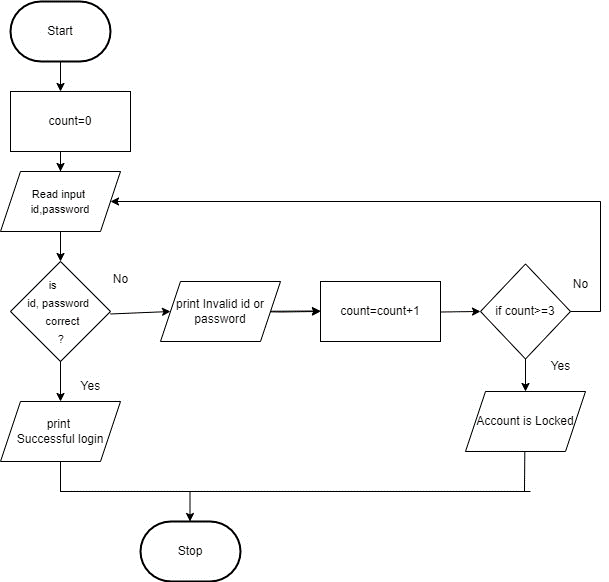 Start
count=0
Read input
id,password
is
id, password
correct
?
No
print Invalid id or
password
count=count+1
if count>=3
No
Yes
Yes
print
Successful login
Account is Locked
Stop